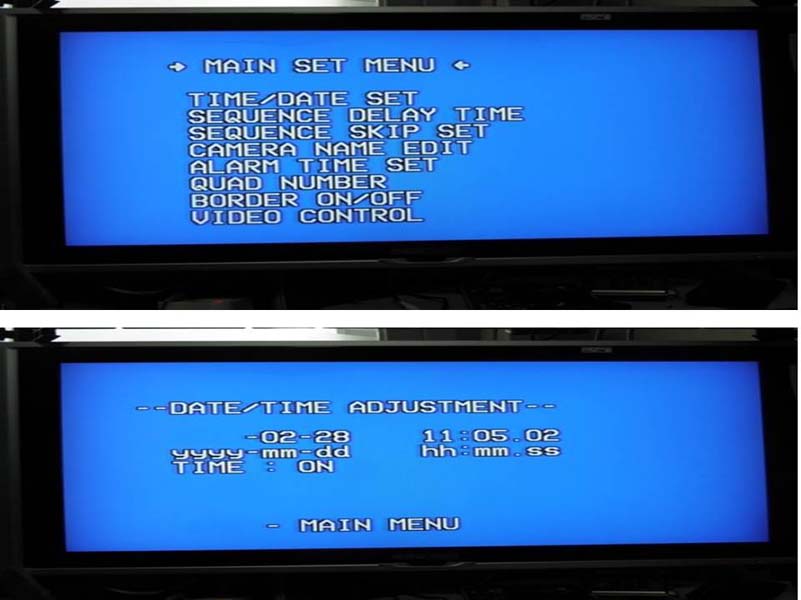 → MAIN SET MENU ←
TIME/DATE SET
SEQUENCE DELAY TIME
SEQUENCE SKIP SET
CAMERA NAME EDIT
ALARM TIME SET
QUAD NUMBER
BORDER ON/OFF
VIDEO CONTROL
--DATE/TIME ADJUSTMENT--
-02-28 11:05.02
yyyy-mm-dd hh:mm.ss
TIME : ON
- MAIN MENU